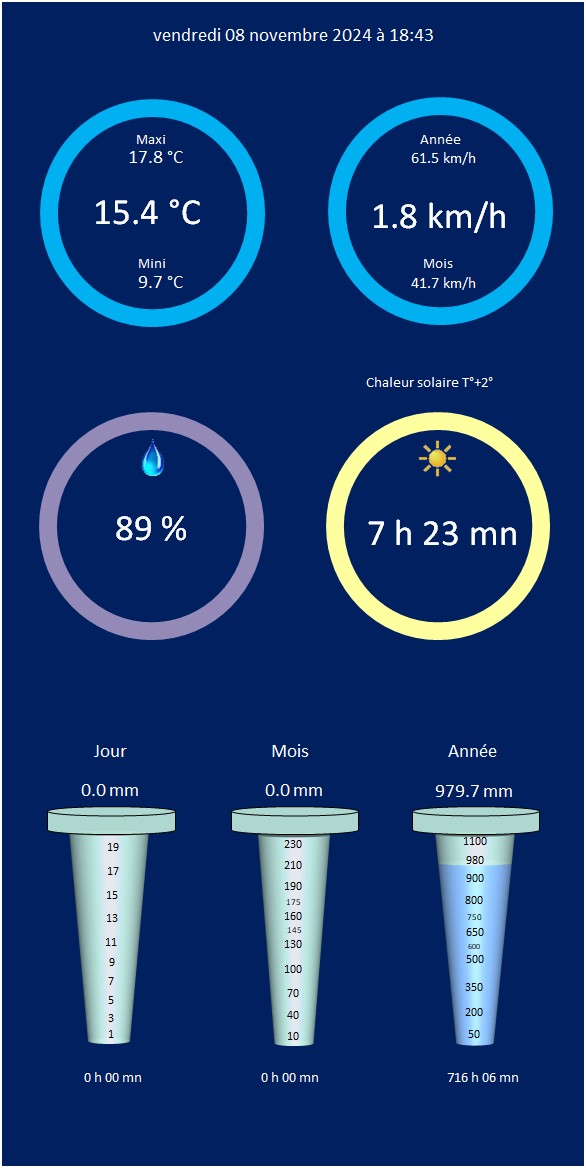 vendredi 08 novembre 2024 à 18:43
Maxi
17.8 °C
15.4 °C
Mini
9.7 °C
Année
61.5 km/h
1.8 km/h
Mois
41.7 km/h
Chaleur solaire T°+2°
89 %
7 h 23 mn
Jour
0.0 mm
19
17
15
13
11
9
7
5
3
1
0 h 00 mn
Mois
0.0 mm
230
210
190
175
160
145
130
100
70
40
10
0 h 00 mn
Année
979.7 mm
1100
980
900
800
750
650
600
500
350
200
50
716 h 06 mn